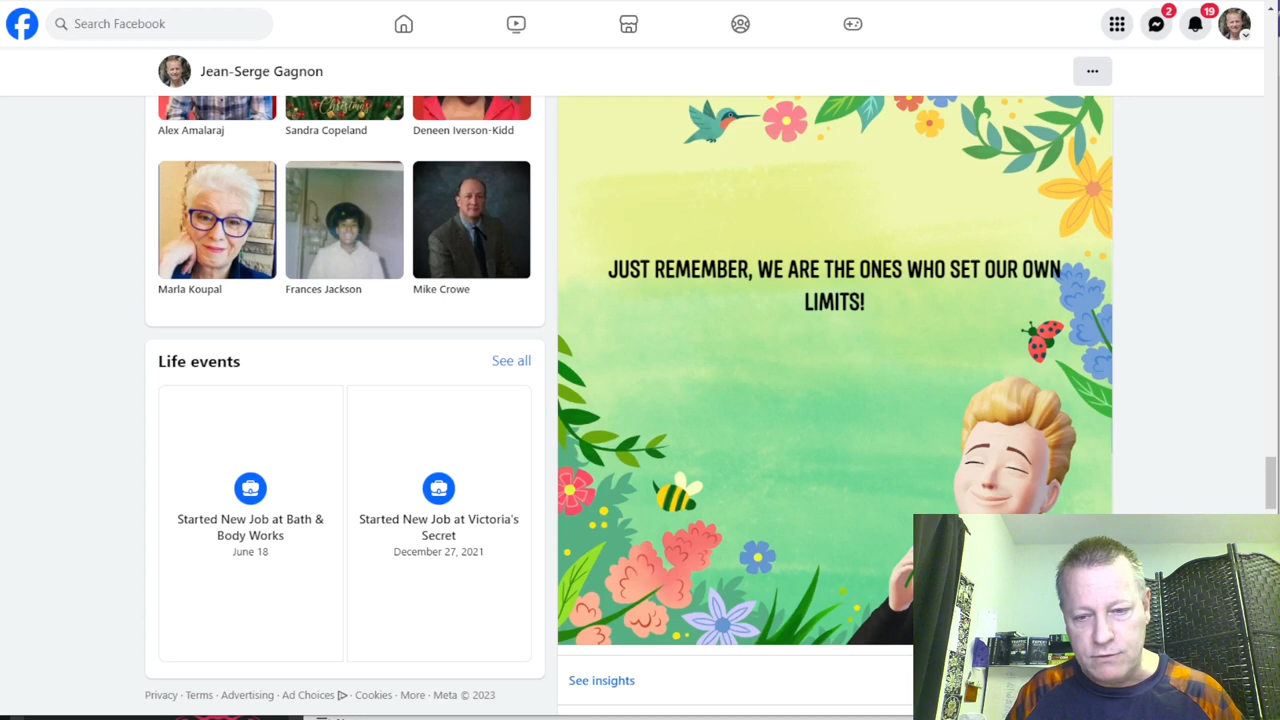 Search Facebook
2
19
Jean-Serge Gagnon
Alex Amalaraj
Sandra Copeland
Deneen Iverson-Kidd
Christmas
Marla Koupal
Frances Jackson
Mike Crowe
Life events
See all
Started New Job at Bath &
Body Works
June 18
Started New Job at Victoria's
Secret
December 27, 2021
Privacy · Terms · Advertising · Ad Choices · Cookies · More · Meta © 2023
JUST REMEMBER, WE ARE THE ONES WHO SET OUR OWN
LIMITS!
See insights